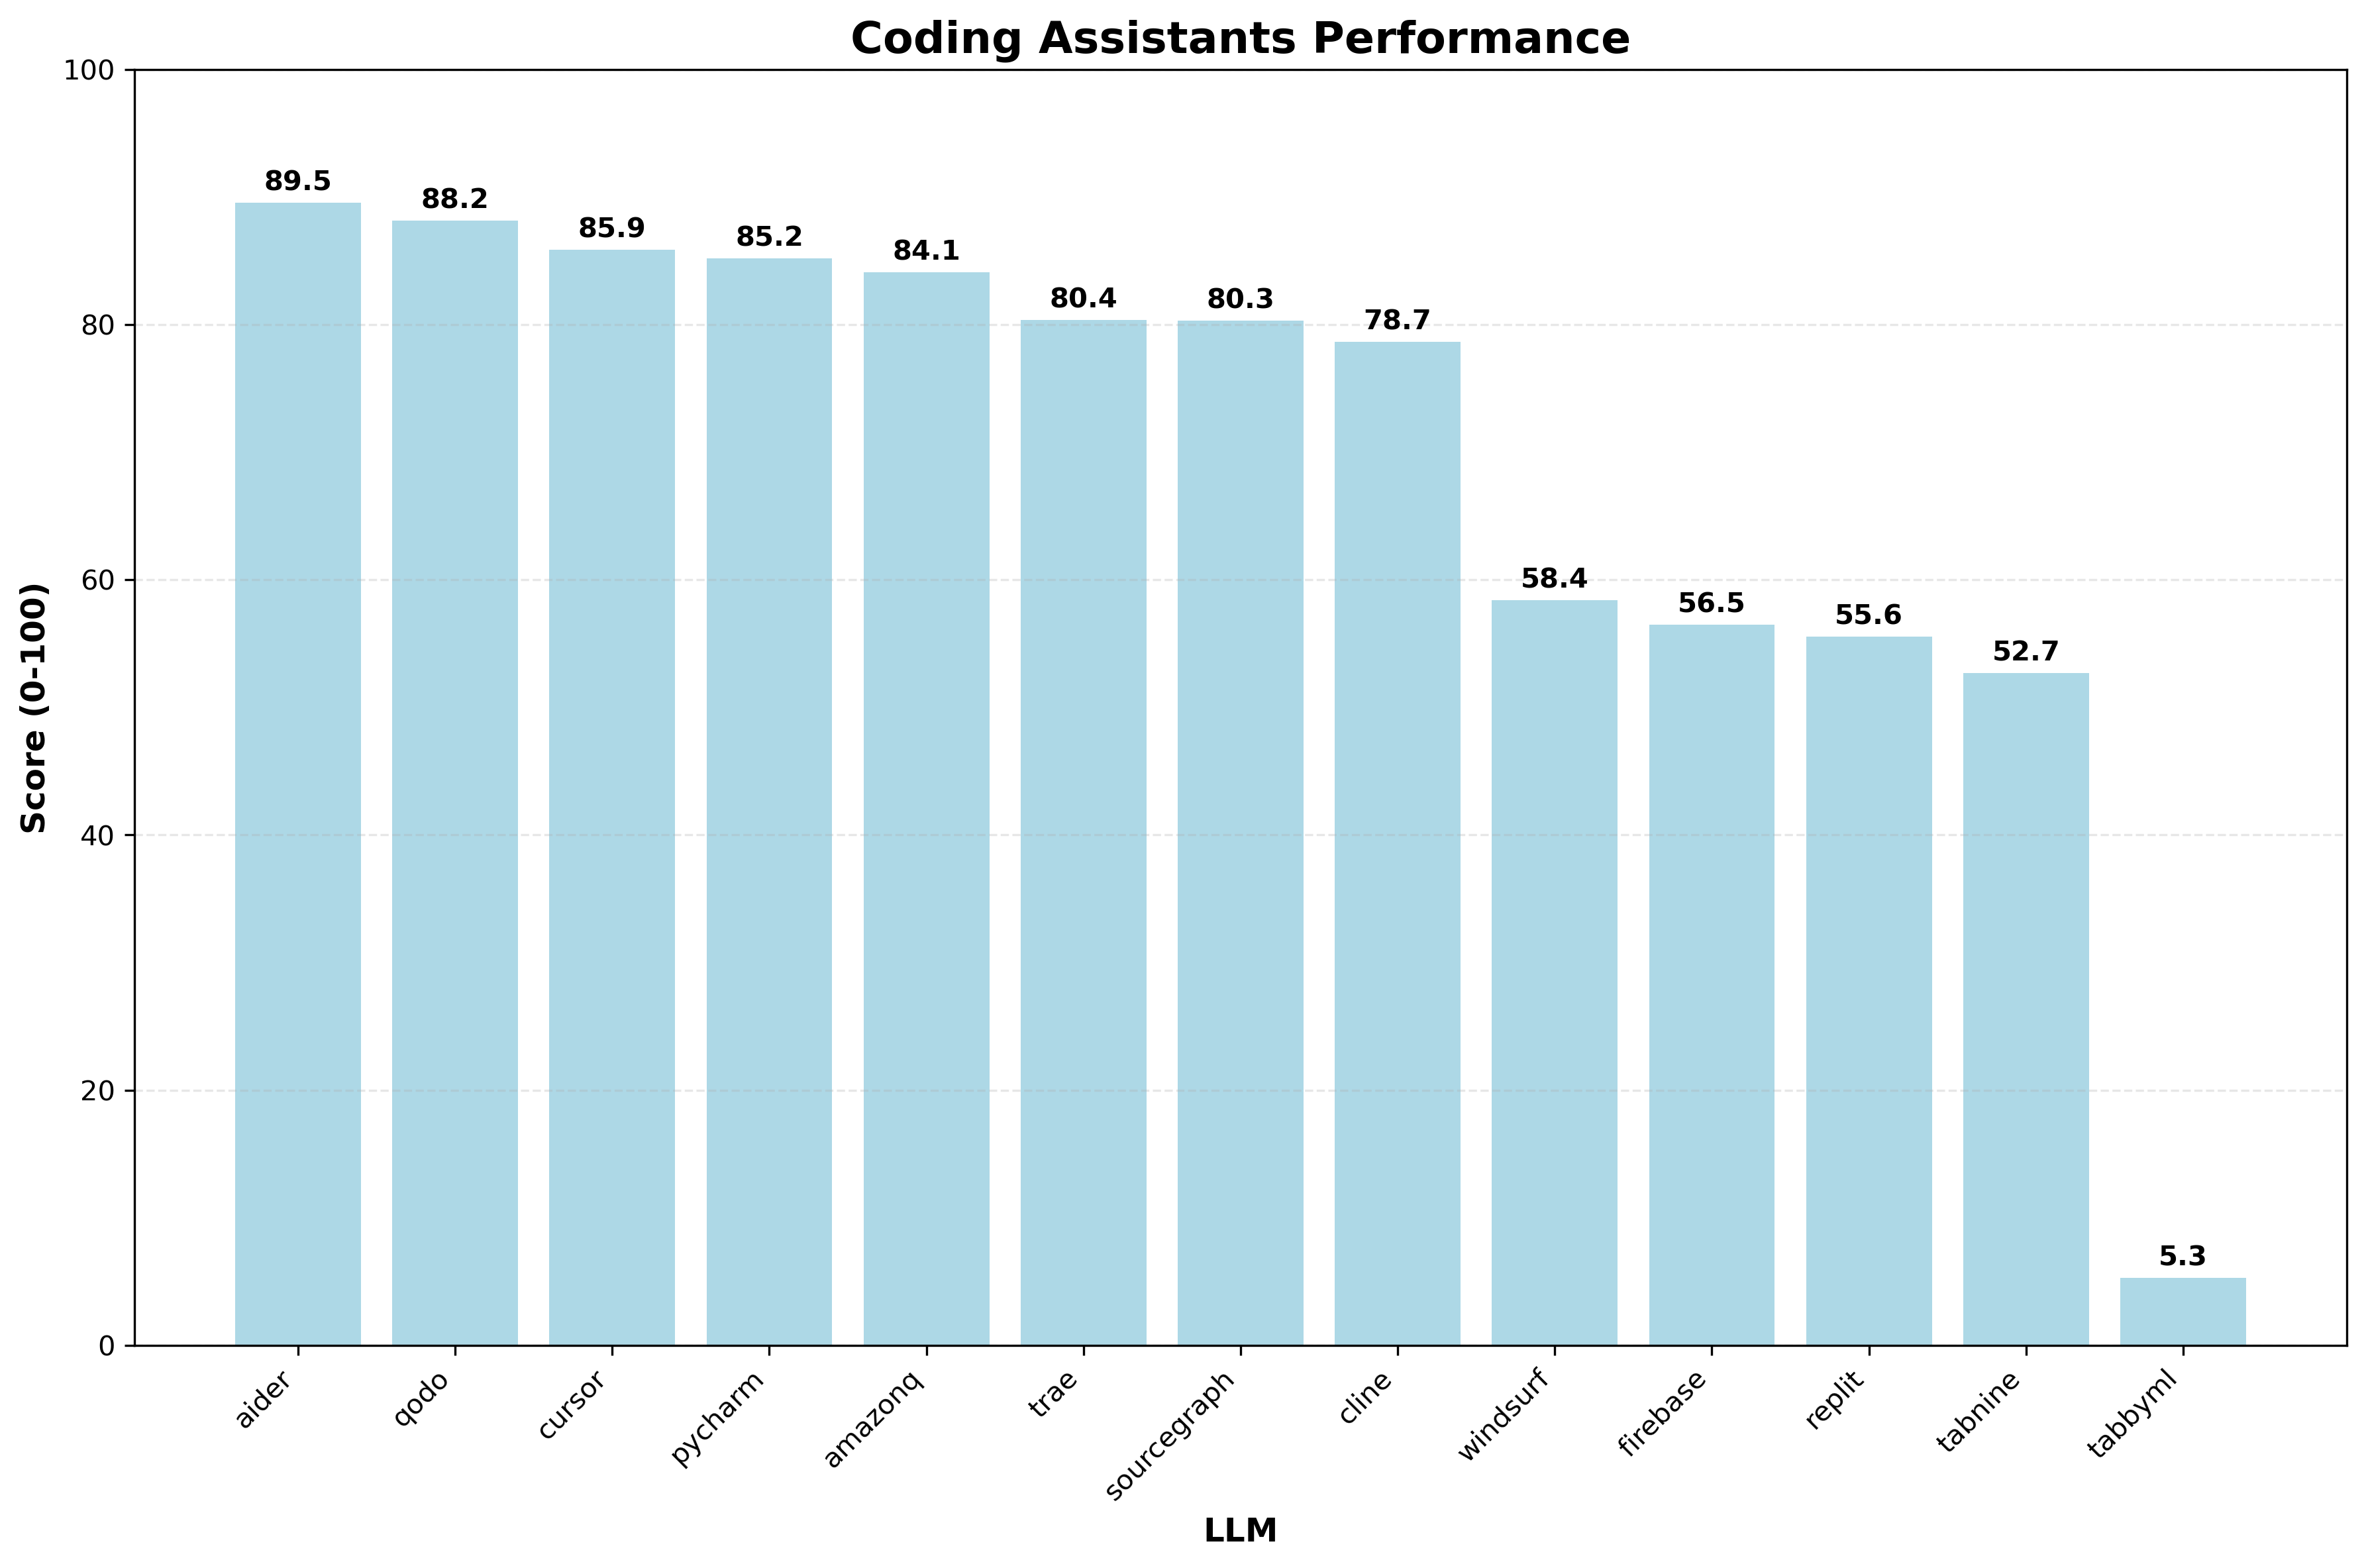 Coding Assistants Performance
Score (0-100)
100
80
60
40
20
0
89.5
88.2
85.9
85.2
84.1
80.4
80.3
78.7
58.4
56.5
55.6
52.7
5.3
aider
qodo
cursor
pycharm
amazonq
trae
sourcegraph
cline
windsurf
firebase
replit
tabnine
tabbyml
LLM